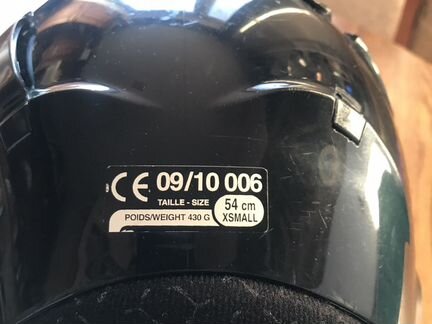 CE 09/10 006
TAILLE - SIZE
54 cm
XSMALL
POIDS/WEIGHT 430 G